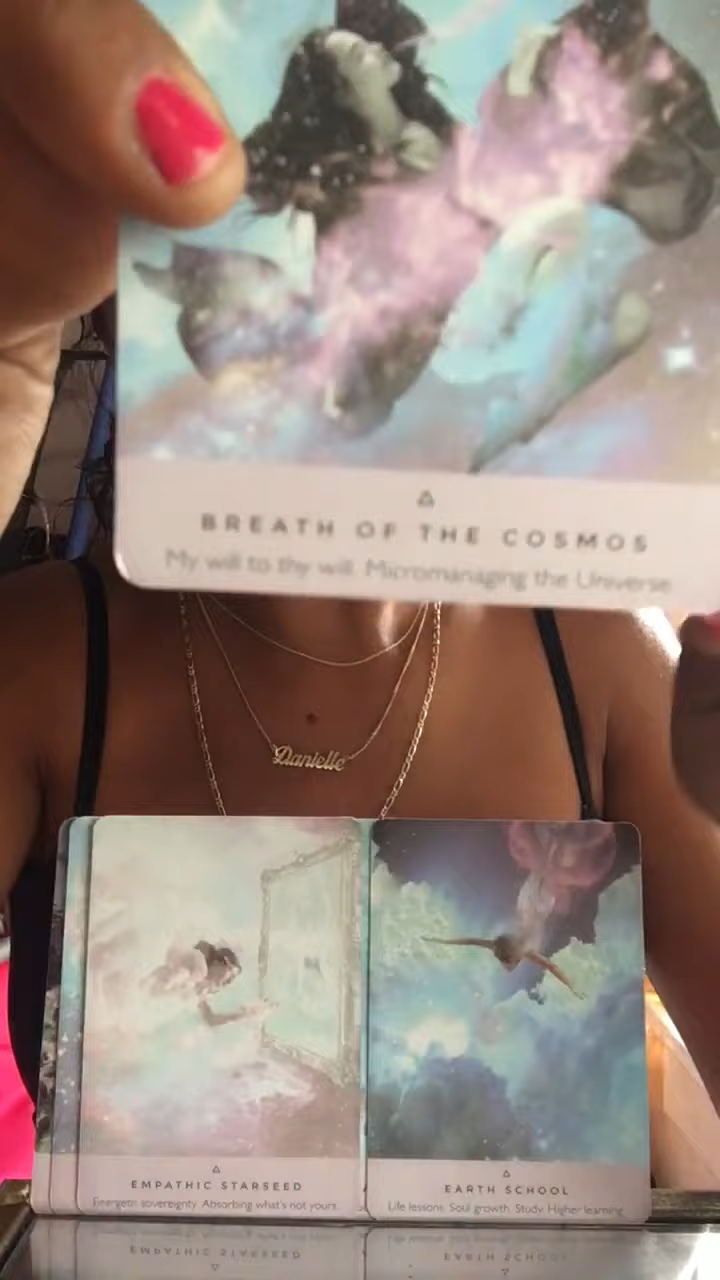 BREATH OF THE COSMOS
My will to thy will. Micromanaging the Universe
Danielle
EMPATHIC STARSEED
Energetic sovereignty. Absorbing what's not yours.
EARTH SCHOOL
Life lessons. Soul growth. Study. Higher learning.